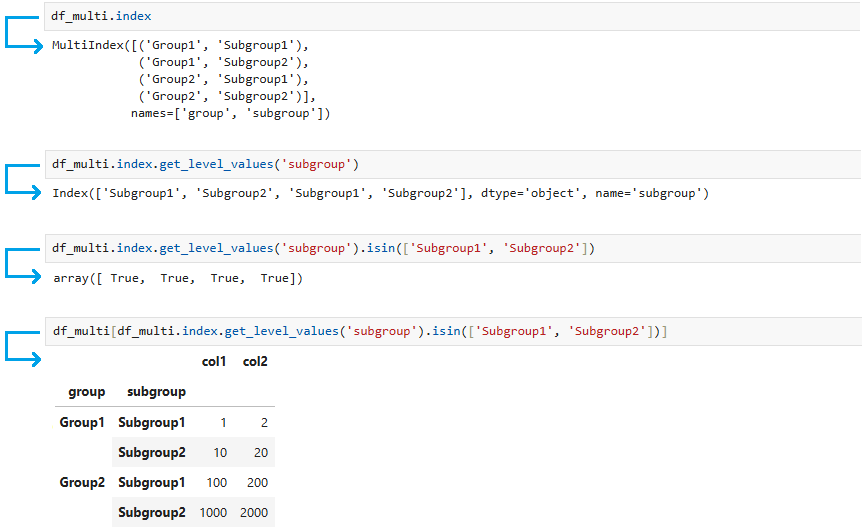 df_multi.index
MultiIndex([('Group1', 'Subgroup1'),
            ('Group1', 'Subgroup2'),
            ('Group2', 'Subgroup1'),
            ('Group2', 'Subgroup2')],
           names=['group', 'subgroup'])
df_multi.index.get_level_values('subgroup')
Index(['Subgroup1', 'Subgroup2', 'Subgroup1', 'Subgroup2'], dtype='object', name='subgroup')
df_multi.index.get_level_values('subgroup').isin(['Subgroup1', 'Subgroup2'])
array([ True,  True,  True,  True])
df_multi[df_multi.index.get_level_values('subgroup').isin(['Subgroup1', 'Subgroup2'])]
col1 col2
group subgroup
Group1 Subgroup1 1 2
Subgroup2 10 20
Group2 Subgroup1 100 200
Subgroup2 1000 2000